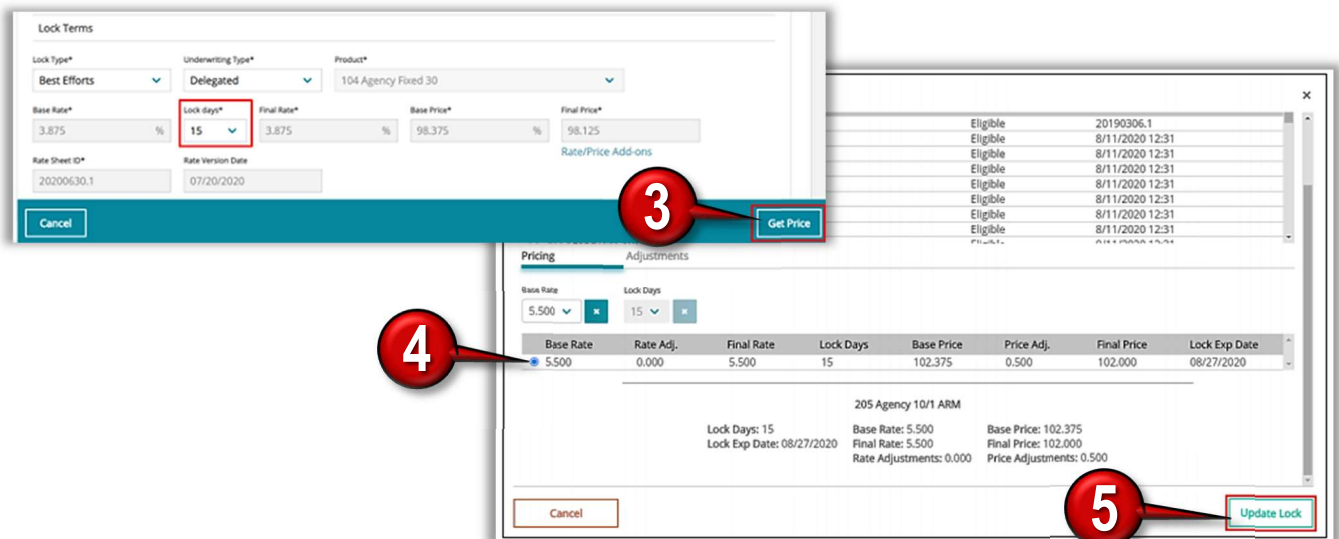 Lock Terms
Lock Type* Underwriting Type* Product*
Best Efforts Delegated 104 Agency Fixed 30
Base Rate* Lock days* Final Rate* Base Price* Final Price*
3.875 % 15 3.875 % 98.375 % 98.125
Rate/Price Add-ons
Rate Sheet ID* Rate Version Date
20200630.1 07/20/2020
Cancel Get Price
3
×
Eligible 20190306.1
Eligible 8/11/2020 12:31
Eligible 8/11/2020 12:31
Eligible 8/11/2020 12:31
Eligible 8/11/2020 12:31
Eligible 8/11/2020 12:31
Eligible 8/11/2020 12:31
Eligible 8/11/2020 12:31
Pricing Adjustments
Base Rate Lock Days
5.500 × 15 ×
4
Base Rate Rate Adj. Final Rate Lock Days Base Price Price Adj. Final Price Lock Exp Date
5.500 0.000 5.500 15 102.375 0.500 102.000 08/27/2020
205 Agency 10/1 ARM
Lock Days: 15 Base Rate: 5.500 Base Price: 102.375
Lock Exp Date: 08/27/2020 Final Rate: 5.500 Final Price: 102.000
Rate Adjustments: 0.000 Price Adjustments: 0.500
5
Cancel Update Lock